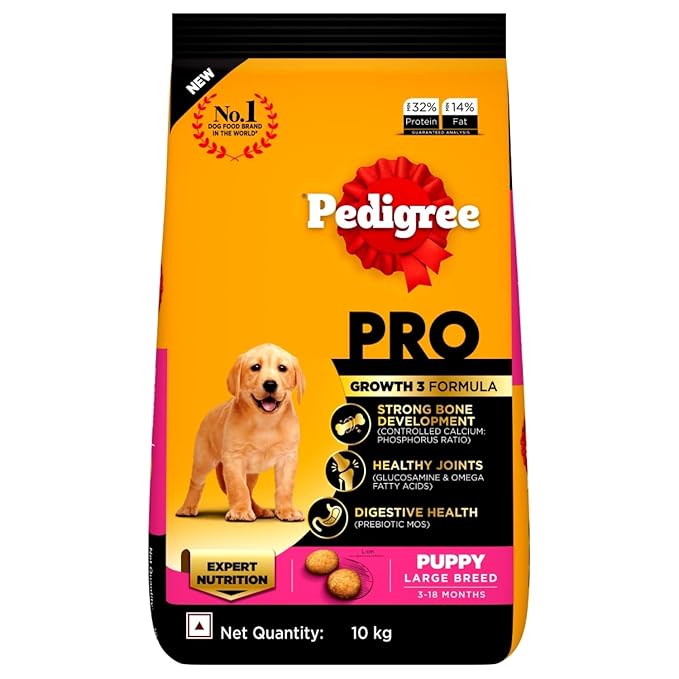 NEW
No.1
DOG FOOD BRAND
IN THE WORLD*
32% 14%
Protein Fat
GUARANTEED ANALYSIS
Pedigree
PRO
GROWTH 3 FORMULA
STRONG BONE
DEVELOPMENT
(CONTROLLED CALCIUM:
PHOSPHORUS RATIO)
HEALTHY JOINTS
(GLUCOSAMINE & OMEGA
FATTY ACIDS)
DIGESTIVE HEALTH
(PREBIOTIC MOS)
EXPERT
NUTRITION
PUPPY
LARGE BREED
3-18 MONTHS
Net Quantity: 10 kg